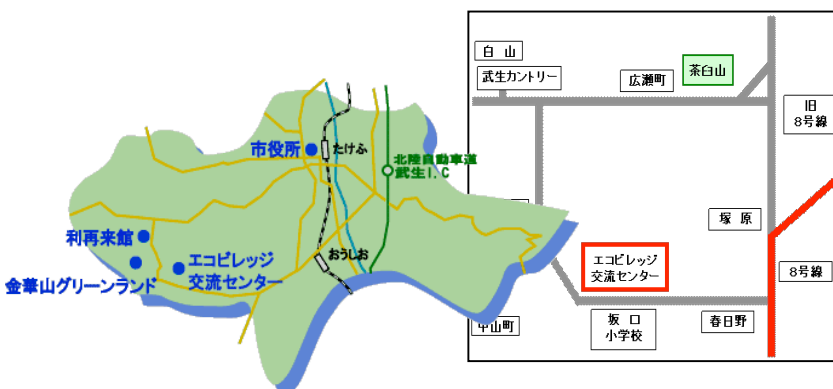 市役所
たけふ
北陸自動車道
武生I.C
利再来館
金華山グリーンランド
エコビレッジ
交流センター
おうしお
白 山
武生カントリー
広瀬町
茶臼山
旧
8号線
塚 原
エコビレッジ
交流センター
8号線
中山町
坂 口
小学校
春日野